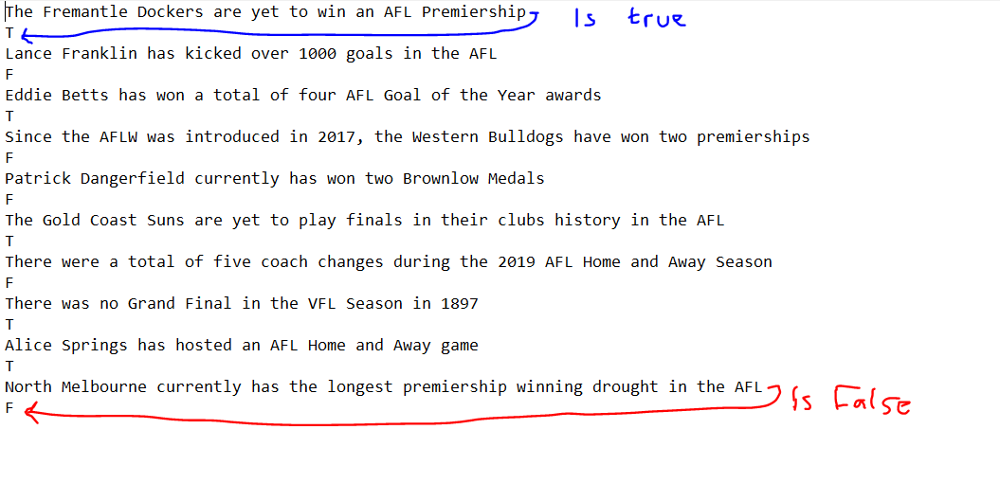 The Fremantle Dockers are yet to win an AFL Premiership Is true
T
Lance Franklin has kicked over 1000 goals in the AFL
F
Eddie Betts has won a total of four AFL Goal of the Year awards
T
Since the AFLW was introduced in 2017, the Western Bulldogs have won two premierships
F
Patrick Dangerfield currently has won two Brownlow Medals
F
The Gold Coast Suns are yet to play finals in their clubs history in the AFL
T
There were a total of five coach changes during the 2019 AFL Home and Away Season
F
There was no Grand Final in the VFL Season in 1897
T
Alice Springs has hosted an AFL Home and Away game
T
North Melbourne currently has the longest premiership winning drought in the AFL Is False
F